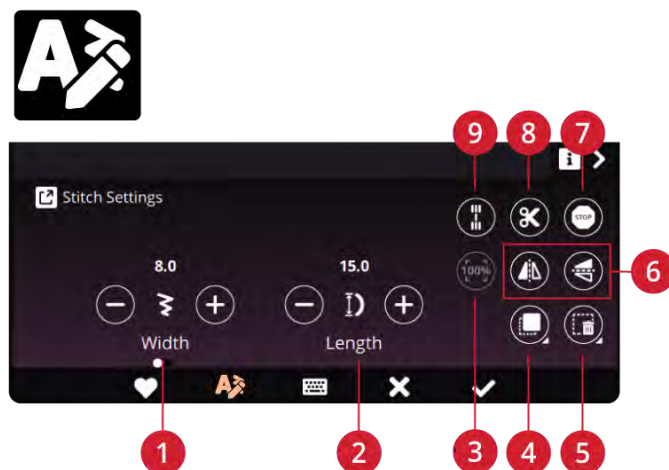 A
9 8 7
i
Stitch Settings
STOP
8.0 15.0
100%
6
Width Length
A
1 2 3 4 5